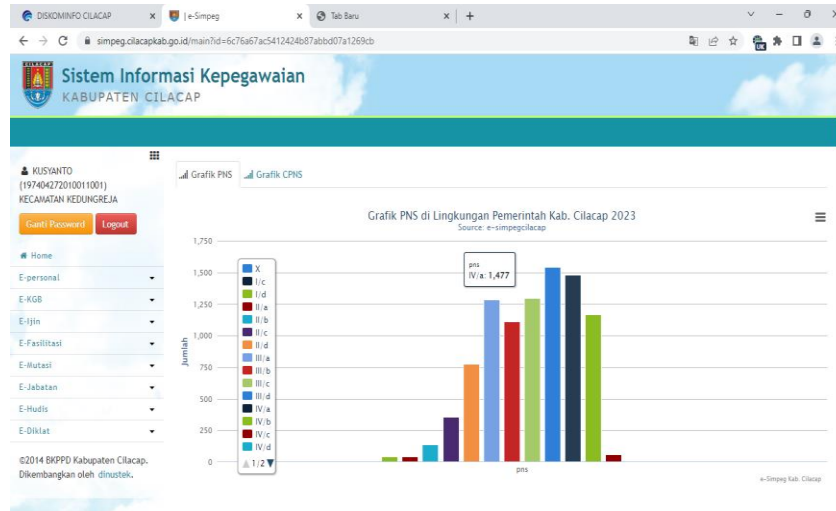 DISKOMINFO CILACAP
| e-Simpeg
Tab Baru
simpeg.cilacapkab.go.id/main?id=6c76a67ac5412424b87abbd07a1269cb
UK
CILACAP
Sistem Informasi Kepegawaian
KABUPATEN CILACAP
KUSYANTO
(197404272010011001)
KECAMATAN KEDUNGREJA
Ganti Password
Logout
Home
E-personal
E-KGB
E-Ijin
E-Fasilitasi
E-Mutasi
E-Jabatan
E-Hudis
E-Diklat
©2014 BKPPD Kabupaten Cilacap.
Dikembangkan oleh dinustek.
Grafik PNS
Grafik CPNS
Grafik PNS di Lingkungan Pemerintah Kab. Cilacap 2023
Source: e-simpegcilacap
Jumlah
1,750
1,500
1,250
1,000
750
500
250
0
X
I/c
I/d
II/a
II/b
II/c
II/d
III/a
III/b
III/c
III/d
IV/a
IV/b
IV/c
IV/d
1/2
pns
IV/a: 1,477
pns
e-Simpeg Kab. Cilacap